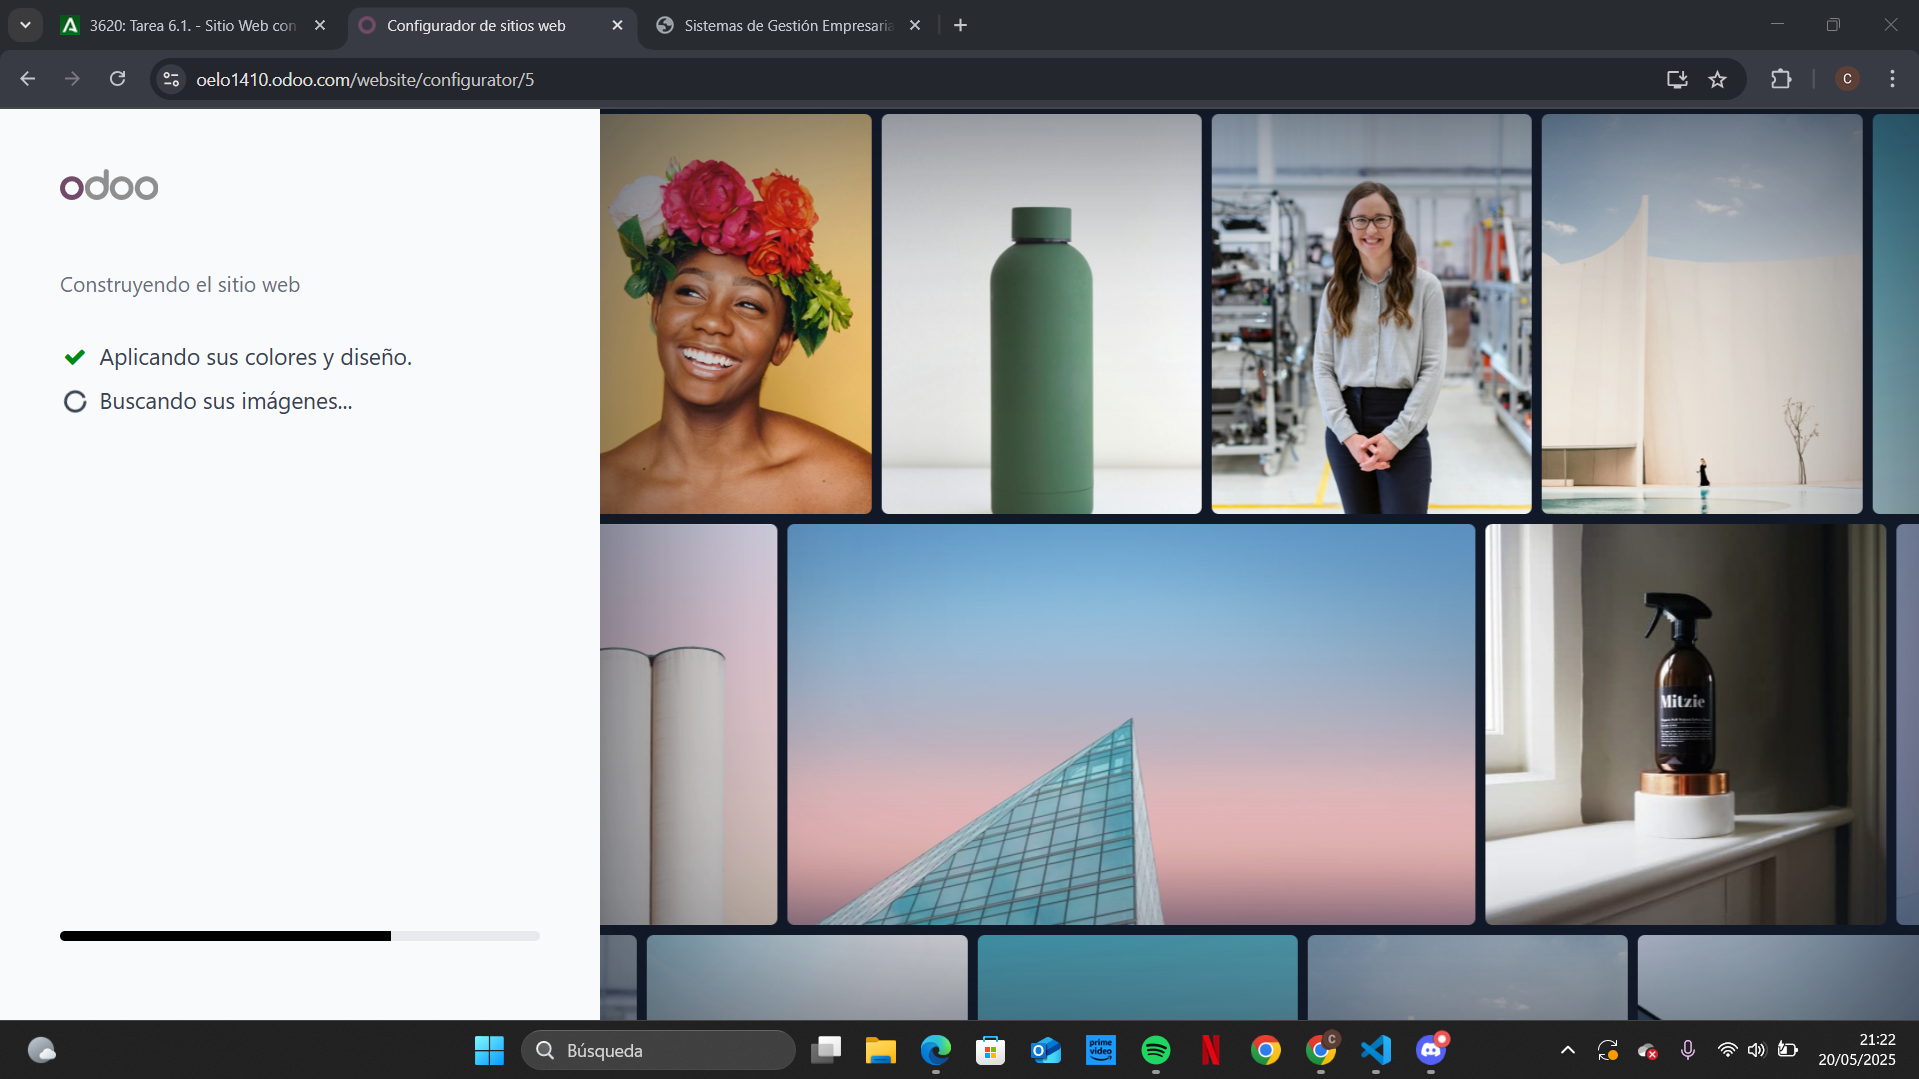 3620: Tarea 6.1. - Sitio Web con
Configurador de sitios web
Sistemas de Gestión Empresaria
oelo1410.odoo.com/website/configurator/5
C
odoo
Construyendo el sitio web
Aplicando sus colores y diseño.
Buscando sus imágenes...
Mitzie
Búsqueda
prime video
C
21:22
20/05/2025